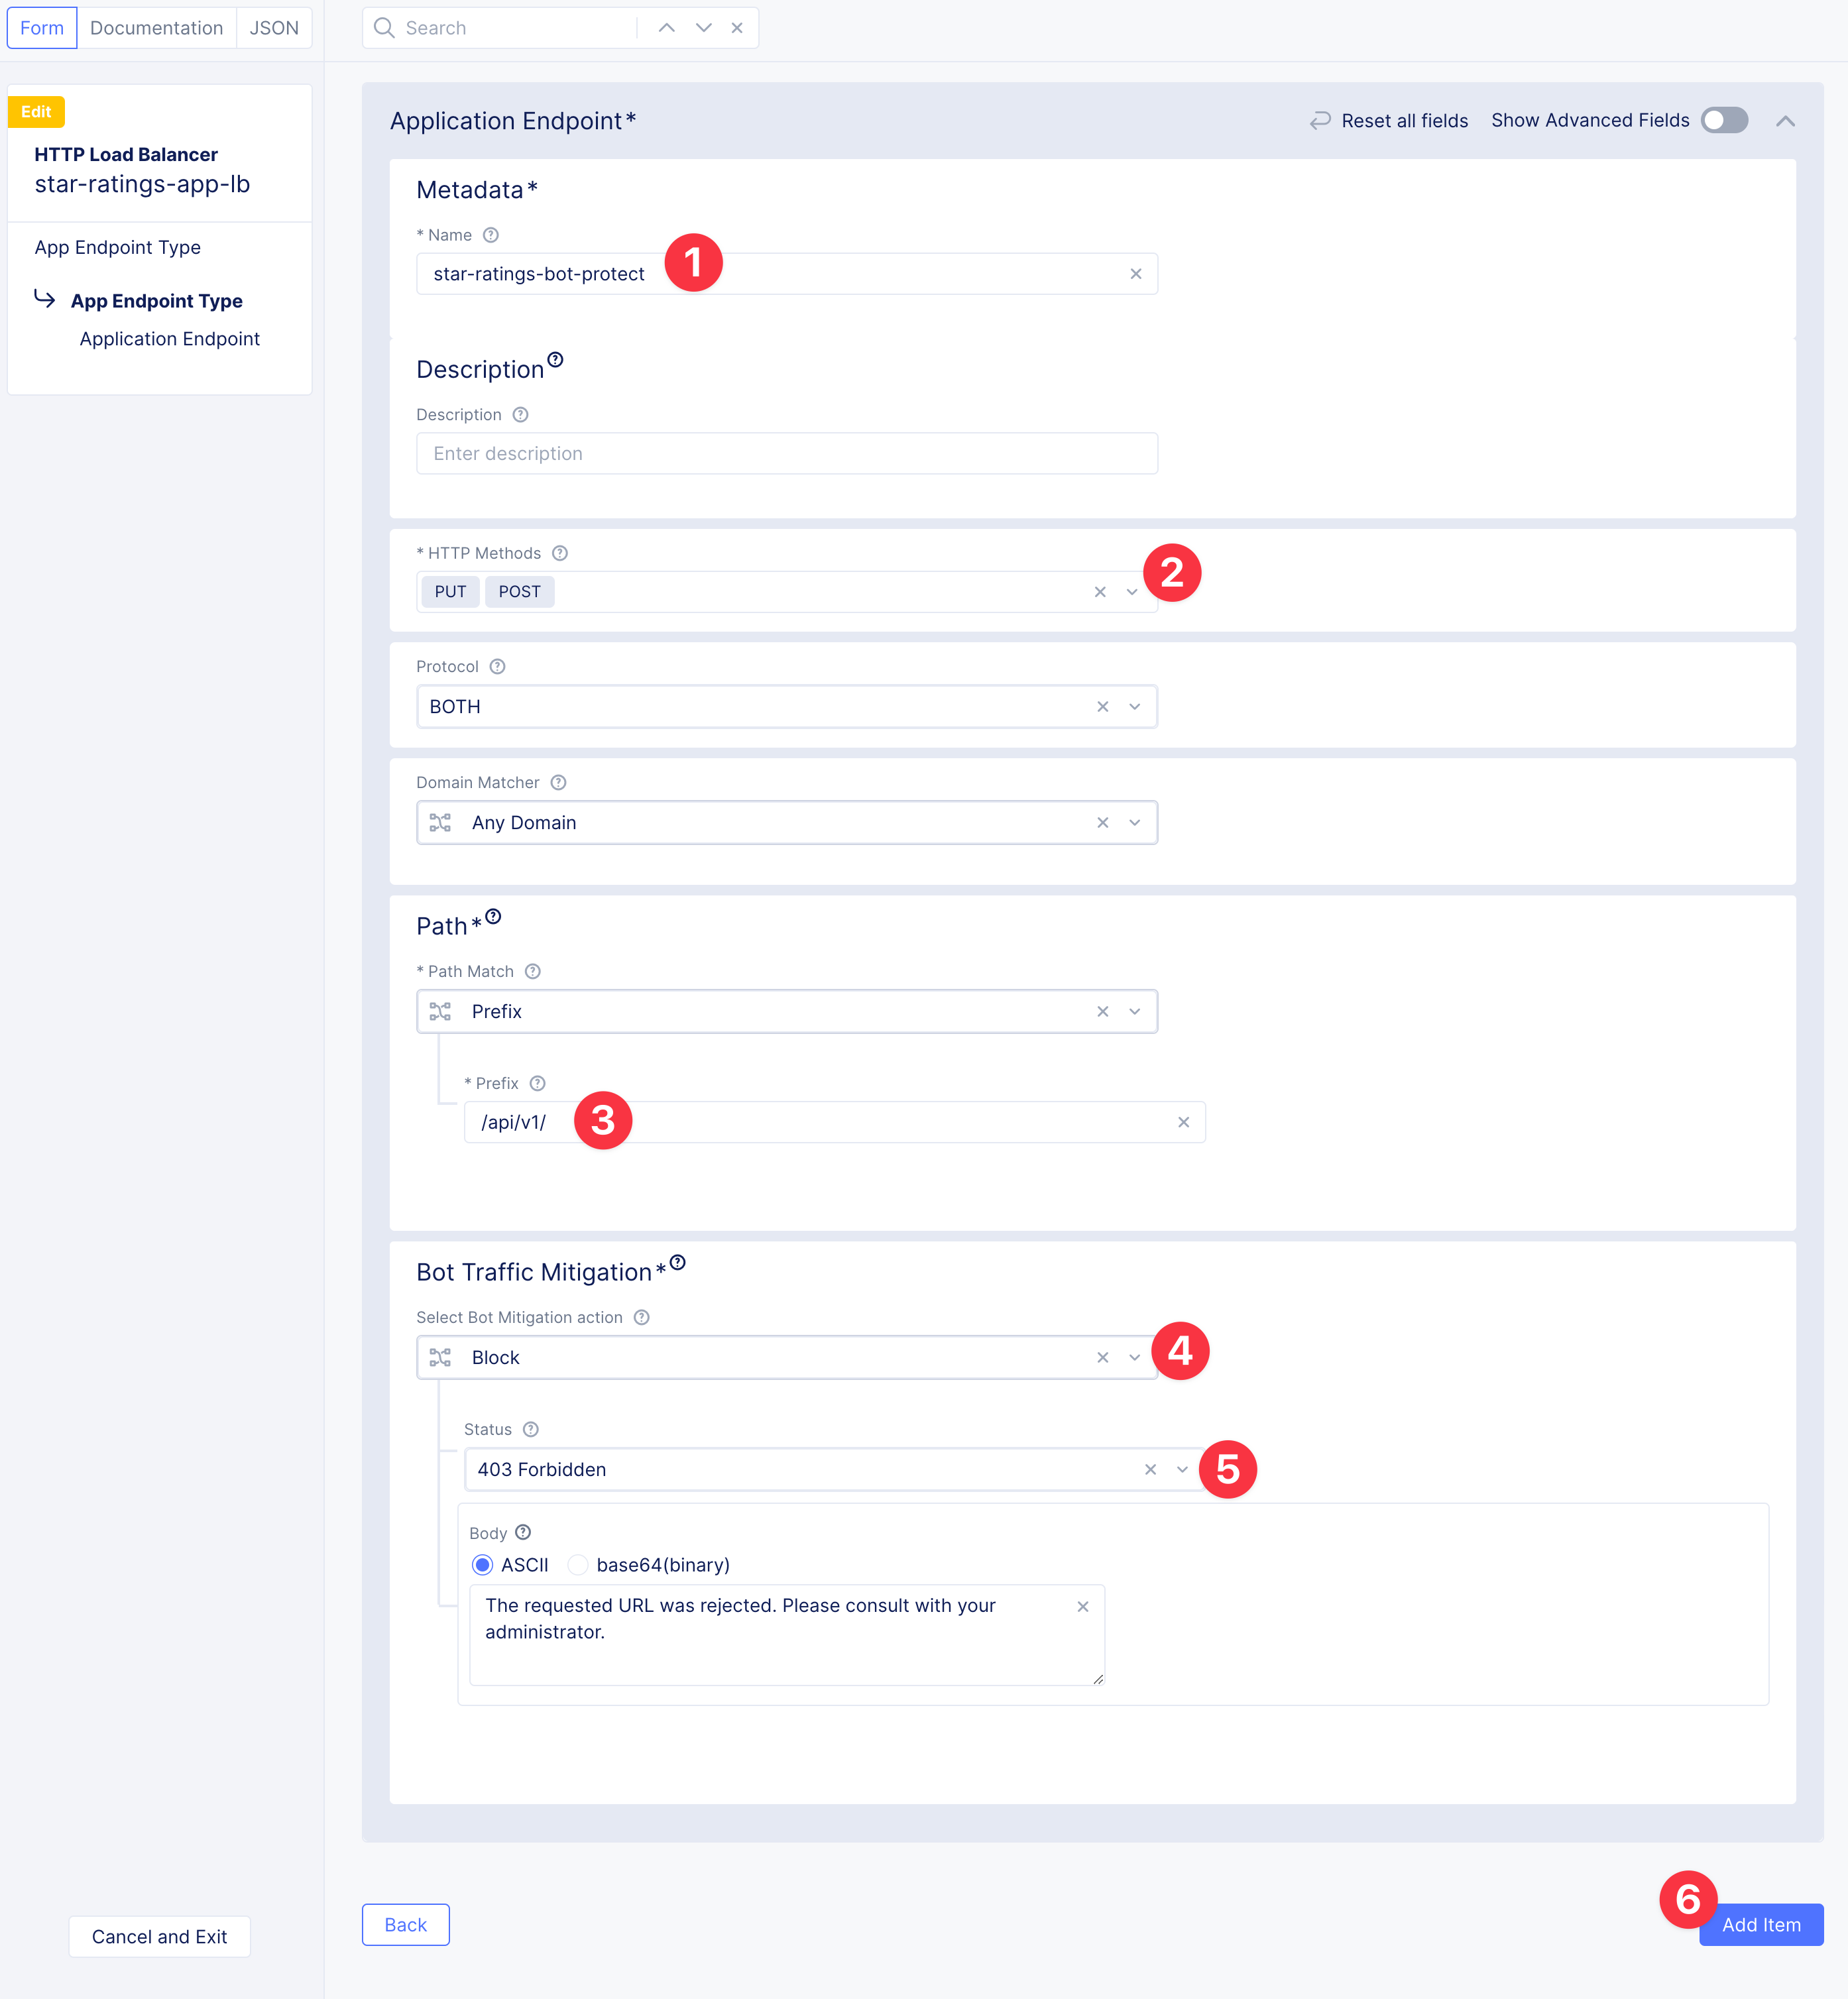 Form
Documentation
JSON
Search
Edit
HTTP Load Balancer
star-ratings-app-lb
App Endpoint Type
App Endpoint Type
Application Endpoint
Application Endpoint*
Reset all fields
Show Advanced Fields
Metadata*
* Name
star-ratings-bot-protect
1
Description
Description
Enter description
* HTTP Methods
PUT
POST
2
Protocol
BOTH
Domain Matcher
Any Domain
Path*
* Path Match
Prefix
* Prefix
/api/v1/
3
Bot Traffic Mitigation*
Select Bot Mitigation action
Block
4
Status
403 Forbidden
5
Body
ASCII
base64(binary)
The requested URL was rejected. Please consult with your
administrator.
Cancel and Exit
Back
6
Add Item